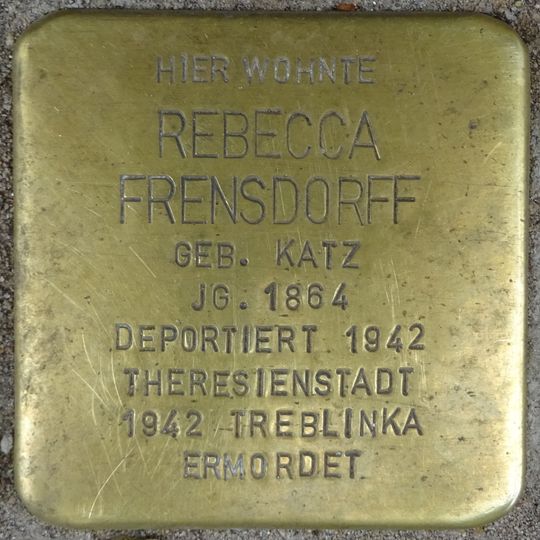 HIER WOHNTE
REBECCA
FRENSDORFF
GEB. KATZ
JG. 1864
DEPORTIERT 1942
THERESIENSTADT
1942 TREBLINKA
ERMORDET